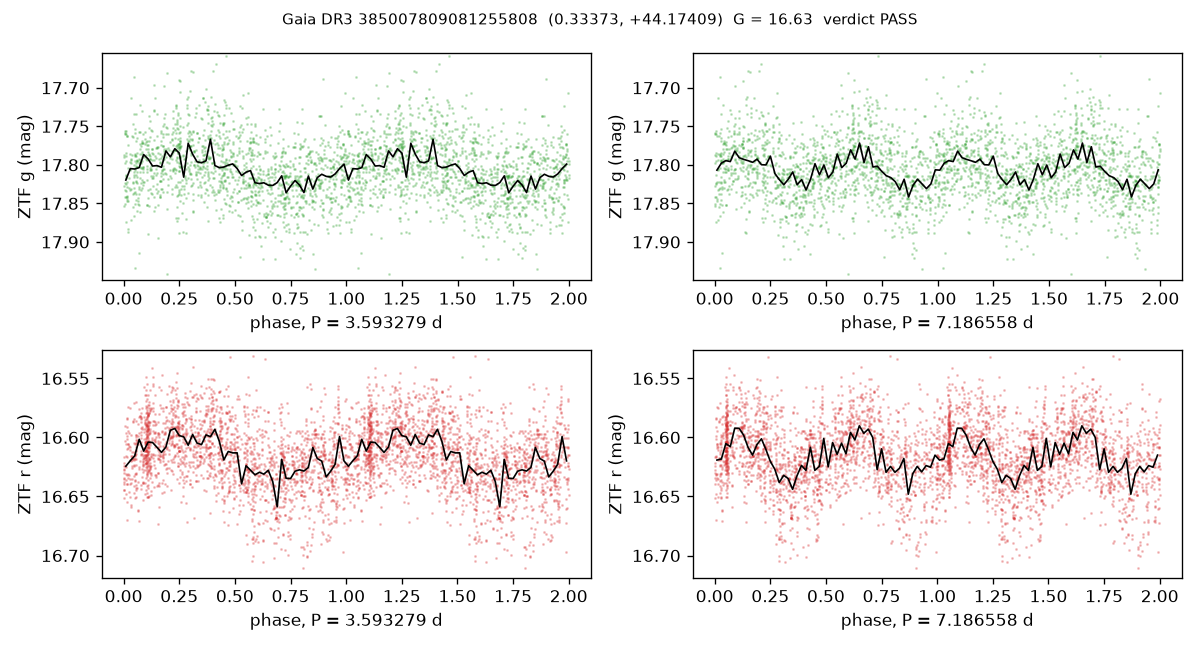 Gaia DR3 385007809081255808  (0.33373, +44.17409)  G = 16.63  verdict PASS
ZTF g (mag)
17.70
17.75
17.80
17.85
17.90
0.00 0.25 0.50 0.75 1.00 1.25 1.50 1.75 2.00
phase, P = 3.593279 d
ZTF g (mag)
17.70
17.75
17.80
17.85
17.90
0.00 0.25 0.50 0.75 1.00 1.25 1.50 1.75 2.00
phase, P = 7.186558 d
ZTF r (mag)
16.55
16.60
16.65
16.70
0.00 0.25 0.50 0.75 1.00 1.25 1.50 1.75 2.00
phase, P = 3.593279 d
ZTF r (mag)
16.55
16.60
16.65
16.70
0.00 0.25 0.50 0.75 1.00 1.25 1.50 1.75 2.00
phase, P = 7.186558 d